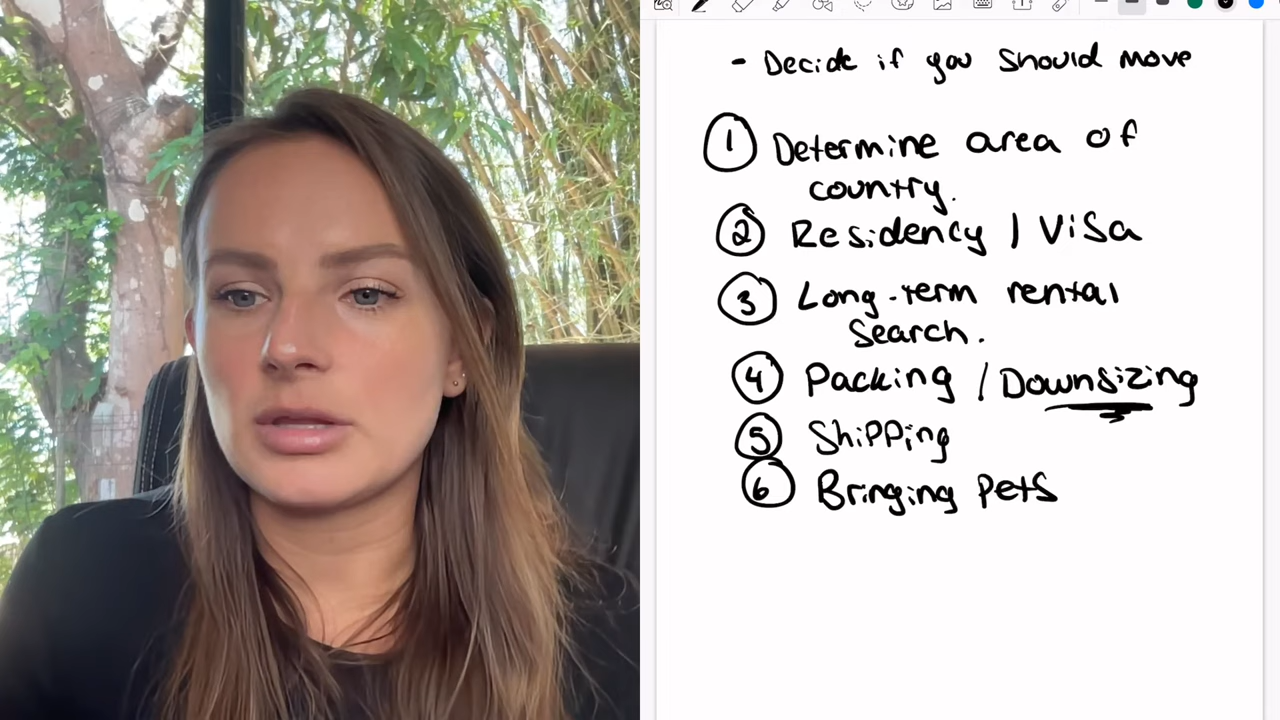 - Decide if you should move
1 Determine area of
country.
2 Residency / Visa
3 Long-term rental
search.
4 Packing / Downsizing
5 Shipping
6 Bringing pets